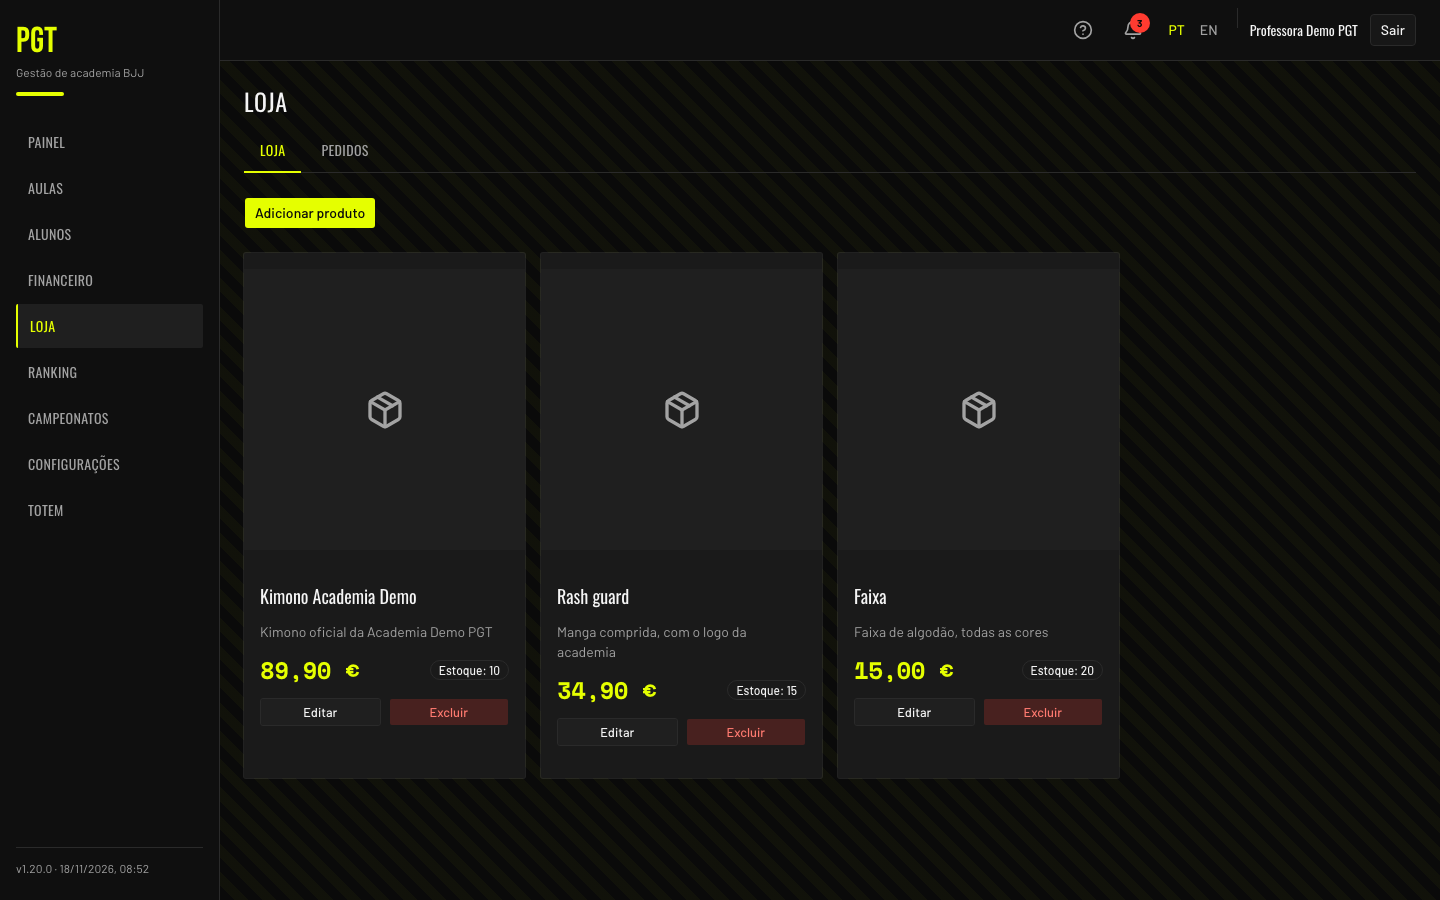 PGT
Gestão de academia BJJ
PAINEL
AULAS
ALUNOS
FINANCEIRO
LOJA
RANKING
CAMPEONATOS
CONFIGURAÇÕES
TOTEM
v1.20.0 · 18/11/2026, 08:52
3
PT EN
Professora Demo PGT
Sair
LOJA
LOJA PEDIDOS
Adicionar produto
Kimono Academia Demo
Kimono oficial da Academia Demo PGT
89,90 €
Estoque: 10
Editar
Excluir
Rash guard
Manga comprida, com o logo da
academia
34,90 €
Estoque: 15
Editar
Excluir
Faixa
Faixa de algodão, todas as cores
15,00 €
Estoque: 20
Editar
Excluir